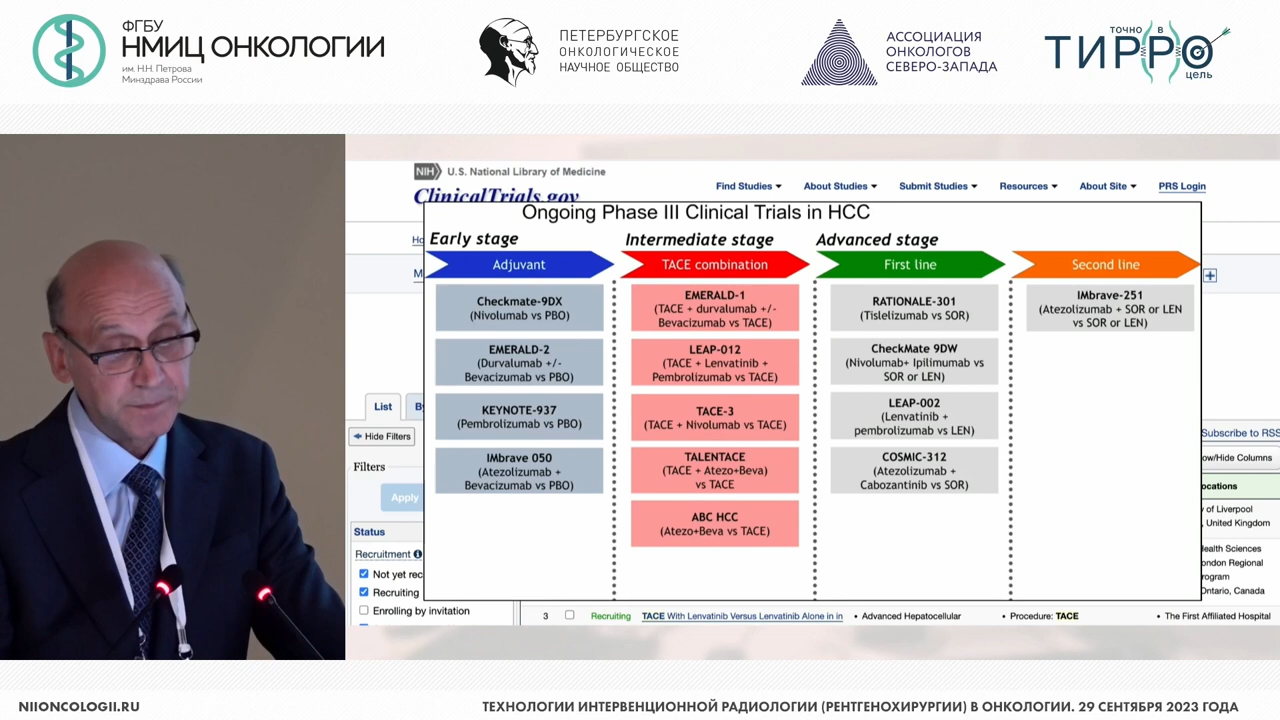 ФГБУ
НМИЦ ОНКОЛОГИИ
им. Н.Н. Петрова
Минздрава России
ПЕТЕРБУРГСКОЕ
ОНКОЛОГИЧЕСКОЕ
НАУЧНОЕ ОБЩЕСТВО
АССОЦИАЦИЯ
ОНКОЛОГОВ
СЕВЕРО-ЗАПАДА
ТОЧНО В
ТИРРО
цель
NIH U.S. National Library of Medicine
ClinicalTrials.gov
Find Studies About Studies Submit Studies Resources About Site PRS Login
Ongoing Phase III Clinical Trials in HCC
Early stage
Intermediate stage
Advanced stage
Adjuvant
TACE combination
First line
Second line
Checkmate-9DX
(Nivolumab vs PBO)
EMERALD-2
(Durvalumab +/-
Bevacizumab vs PBO)
KEYNOTE-937
(Pembrolizumab vs PBO)
IMbrave 050
(Atezolizumab +
Bevacizumab vs PBO)
EMERALD-1
(TACE + durvalumab +/-
Bevacizumab vs TACE)
LEAP-012
(TACE + Lenvatinib +
Pembrolizumab vs TACE)
TACE-3
(TACE + Nivolumab vs TACE)
TALENTACE
(TACE + Atezo+Beva)
vs TACE
ABC HCC
(Atezo+Beva vs TACE)
RATIONALE-301
(Tislelizumab vs SOR)
CheckMate 9DW
(Nivolumab+ Ipilimumab vs
SOR or LEN)
LEAP-002
(Lenvatinib +
pembrolizumab vs LEN)
COSMIC-312
(Atezolizumab +
Cabozantinib vs SOR)
IMbrave-251
(Atezolizumab + SOR or LEN
vs SOR or LEN)
Ho
M
List
By
Hide Filters
Filters
Apply
Status
Recruitment
Not yet rec
Recruiting
Enrolling by invitation
Subscribe to RSS
ow/Hide Columns
ocations
y of Liverpool
, United Kingdom
Health Sciences
ondon Regional
rogram
Ontario, Canada
3 Recruiting TACE With Lenvatinib Versus Lenvatinib Alone in in • Advanced Hepatocellular • Procedure: TACE • The First Affiliated Hospital
NIIONCOLOGII.RU
ТЕХНОЛОГИИ ИНТЕРВЕНЦИОННОЙ РАДИОЛОГИИ (РЕНТГЕНОХИРУРГИИ) В ОНКОЛОГИИ. 29 СЕНТЯБРЯ 2023 ГОДА